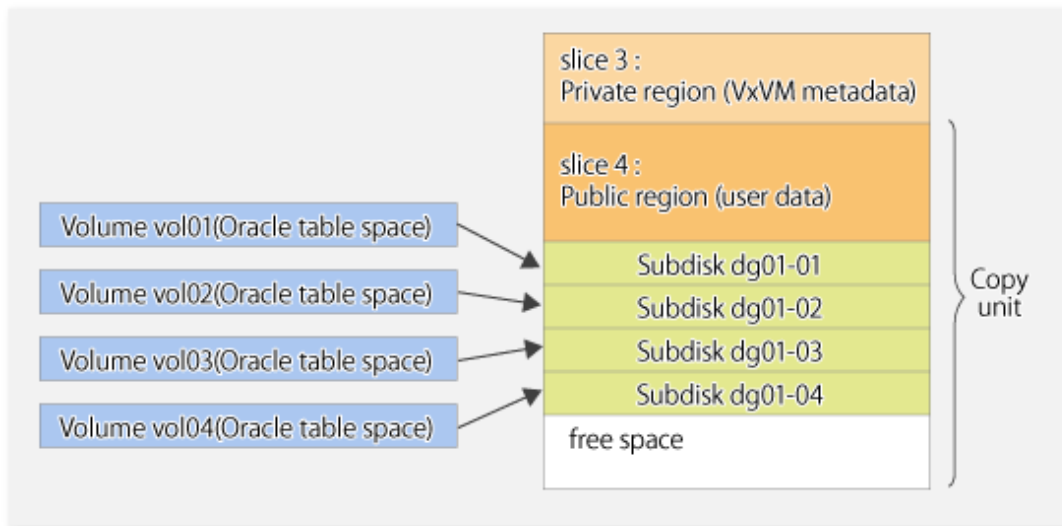 slice 3 :
Private region (VxVM metadata)
slice 4 :
Public region (user data)
Volume vol01(Oracle table space)
Volume vol02(Oracle table space)
Volume vol03(Oracle table space)
Volume vol04(Oracle table space)
Subdisk dg01-01
Subdisk dg01-02
Subdisk dg01-03
Subdisk dg01-04
free space
Copy
unit